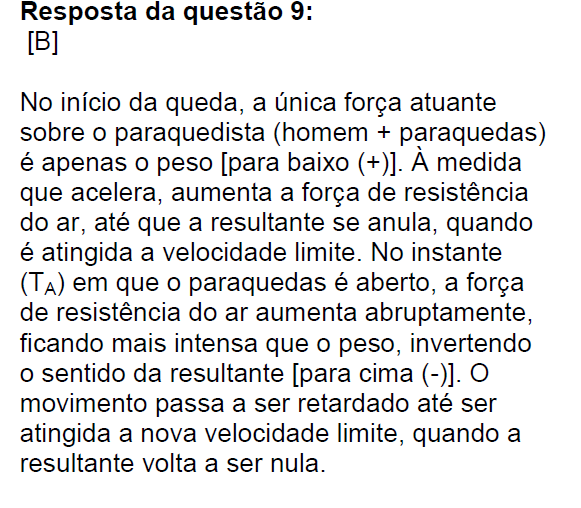 Resposta da questão 9:
[B]
No início da queda, a única força atuante
sobre o paraquedista (homem + paraquedas)
é apenas o peso [para baixo (+)]. À medida
que acelera, aumenta a força de resistência
do ar, até que a resultante se anula, quando
é atingida a velocidade limite. No instante
(TA) em que o paraquedas é aberto, a força
de resistência do ar aumenta abruptamente,
ficando mais intensa que o peso, invertendo
o sentido da resultante [para cima (-)]. O
movimento passa a ser retardado até ser
atingida a nova velocidade limite, quando a
resultante volta a ser nula.